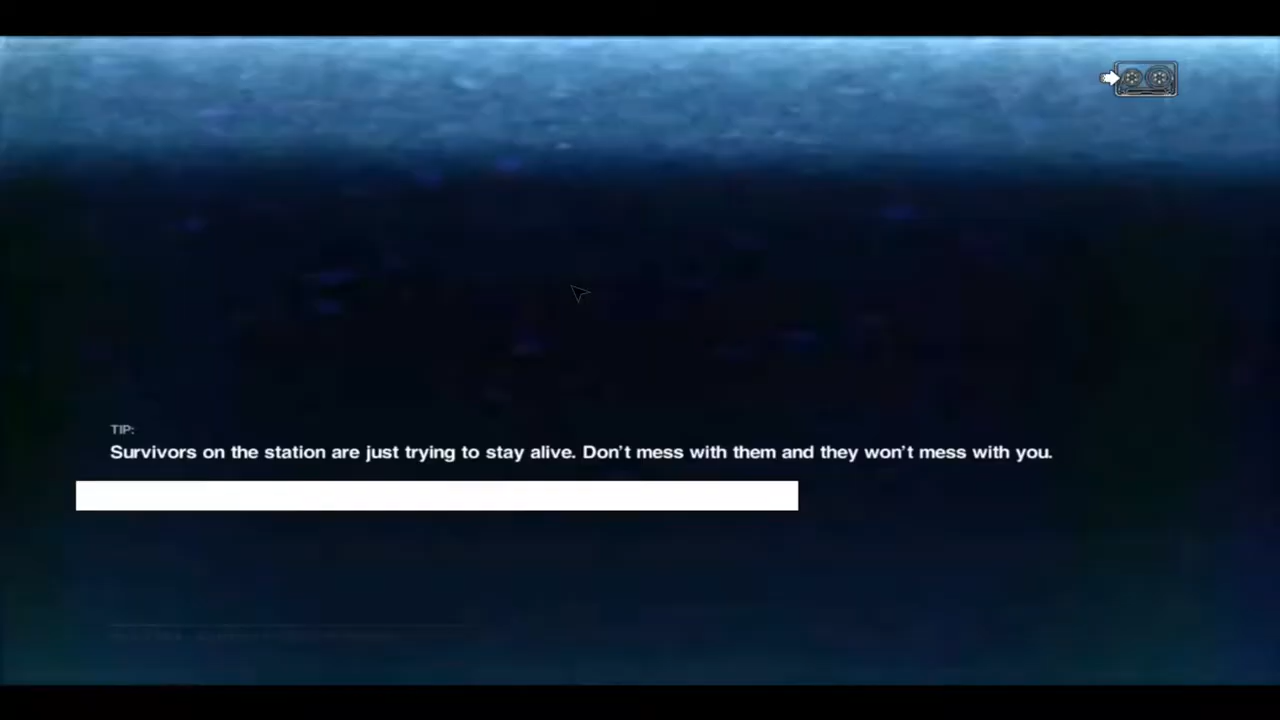 TIP:
Survivors on the station are just trying to stay alive. Don't mess with them and they won't mess with you.